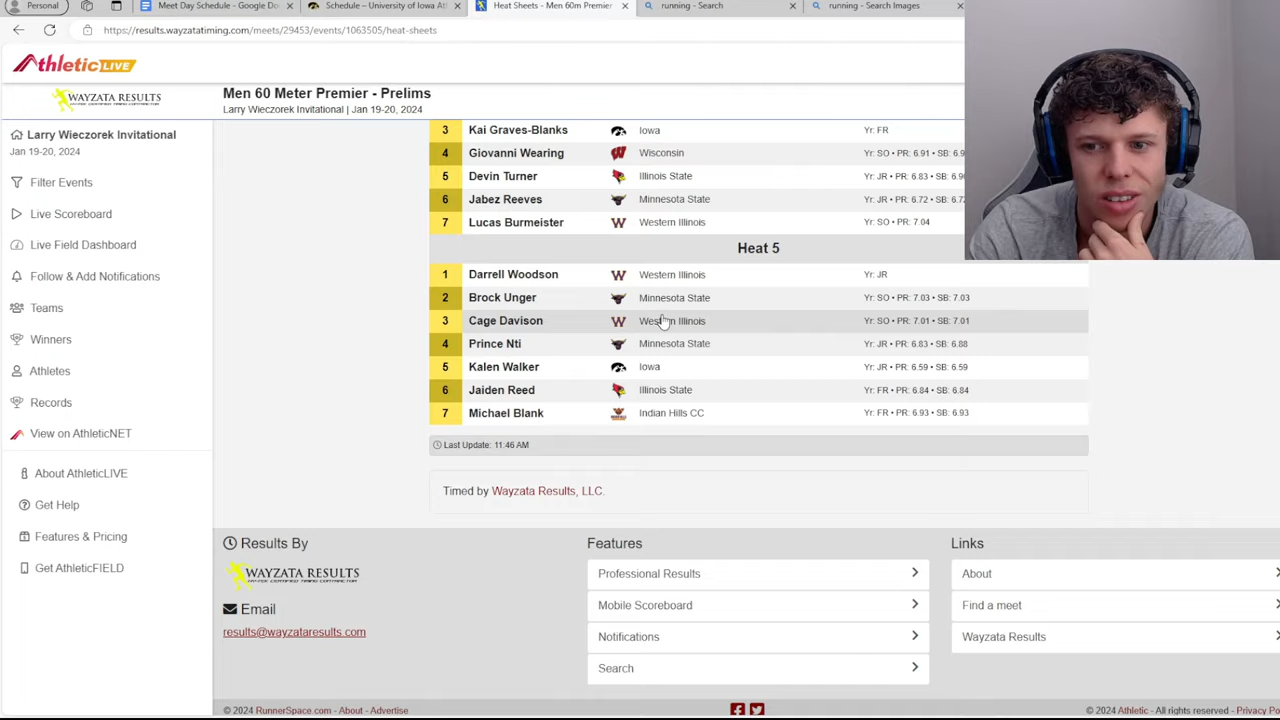 Personal
Meet Day Schedule - Google Do
Schedule – University of Iowa At
Heat Sheets - Men 60m Premier
running - Search
running - Search Images
https://results.wayzatatiming.com/meets/29453/events/1063505/heat-sheets
AthleticLIVE
WAYZATA RESULTS
Men 60 Meter Premier - Prelims
Larry Wieczorek Invitational | Jan 19-20, 2024
Larry Wieczorek Invitational
Jan 19-20, 2024
Filter Events
Live Scoreboard
Live Field Dashboard
Follow & Add Notifications
Teams
Winners
Athletes
Records
View on AthleticNET
About AthleticLIVE
Get Help
Features & Pricing
Get AthleticFIELD
3 Kai Graves-Blanks Iowa Yr: FR
4 Giovanni Wearing Wisconsin Yr: SO • PR: 6.91 • SB: 6.9
5 Devin Turner Illinois State Yr: JR • PR: 6.83 • SB: 6.9
6 Jabez Reeves Minnesota State Yr: JR • PR: 6.72 • SB: 6.7
7 Lucas Burmeister Western Illinois Yr: SO • PR: 7.04
Heat 5
1 Darrell Woodson Western Illinois Yr: JR
2 Brock Unger Minnesota State Yr: SO • PR: 7.03 • SB: 7.03
3 Cage Davison Western Illinois Yr: SO • PR: 7.01 • SB: 7.01
4 Prince Nti Minnesota State Yr: JR • PR: 6.83 • SB: 6.88
5 Kalen Walker Iowa Yr: JR • PR: 6.59 • SB: 6.59
6 Jaiden Reed Illinois State Yr: FR • PR: 6.84 • SB: 6.84
7 Michael Blank Indian Hills CC Yr: FR • PR: 6.93 • SB: 6.93
Last Update: 11:46 AM
Timed by Wayzata Results, LLC.
Results By
WAYZATA RESULTS
Email
results@wayzataresults.com
Features
Professional Results
Mobile Scoreboard
Notifications
Search
Links
About
Find a meet
Wayzata Results
© 2024 RunnerSpace.com - About - Advertise
© 2024 Athletic - All rights reserved - Privacy Po